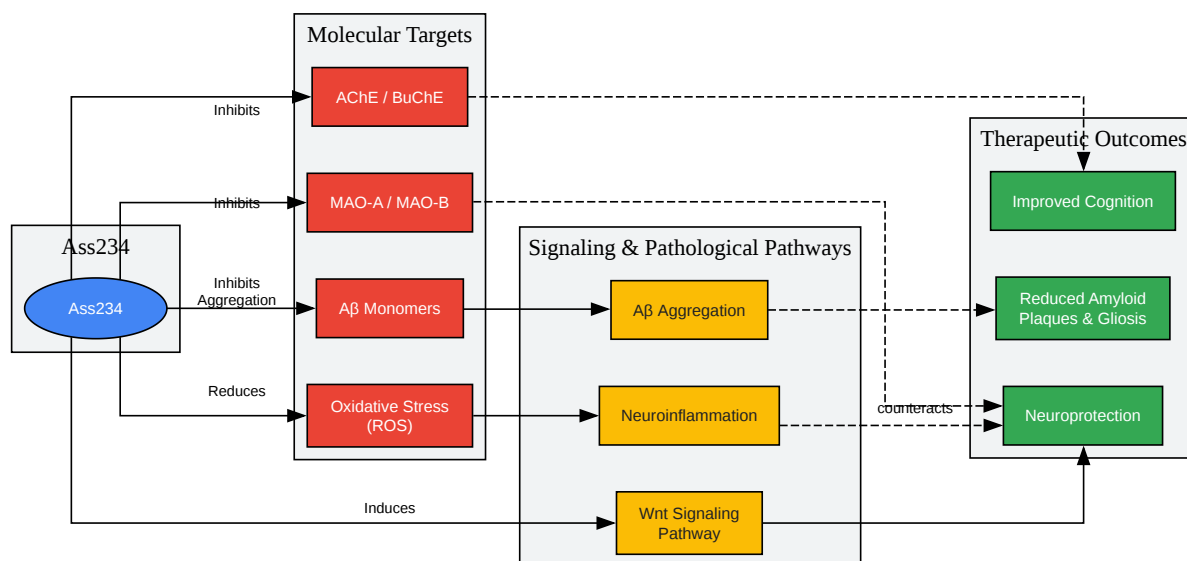 Molecular Targets
AChE / BuChE
Inhibits
Therapeutic Outcomes
Improved Cognition
MAO-A / MAO-B
Inhibits
Ass234
Ass234
Signaling & Pathological Pathways
Inhibits
Aggregation
Aβ Monomers
Aβ Aggregation
Reduced Amyloid
Plaques & Gliosis
Reduces
Oxidative Stress
(ROS)
Neuroinflammation
counteracts
Neuroprotection
Induces
Wnt Signaling
Pathway